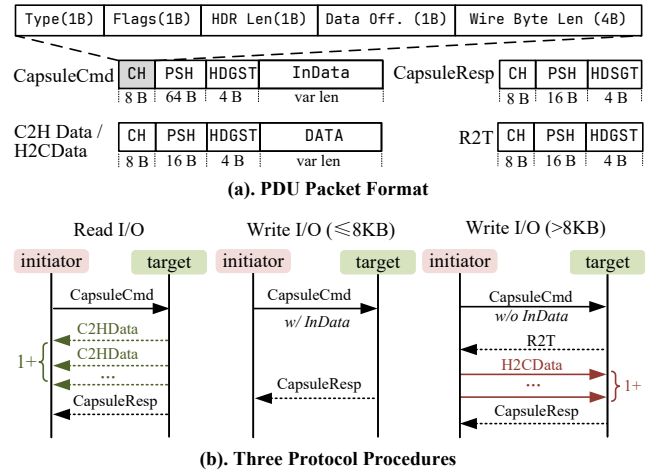 Type(1B) Flags(1B) HDR Len(1B) Data Off. (1B) Wire Byte Len (4B)
CapsuleCmd CH PSH HDGST InData CapsuleResp CH PSH HDSGT
8 B 64 B 4 B var len 8 B 16 B 4 B
C2H Data /
H2CData CH PSH HDGST DATA R2T CH PSH HDGST
8 B 16 B 4 B var len 8 B 16 B 4 B
(a). PDU Packet Format
Read I/O Write I/O (≤8KB) Write I/O (>8KB)
initiator target initiator target initiator target
CapsuleCmd CapsuleCmd CapsuleCmd
w/ InData w/o InData
C2HData R2T
1+ C2HData H2CData
... ... 1+
CapsuleResp CapsuleResp CapsuleResp
(b). Three Protocol Procedures